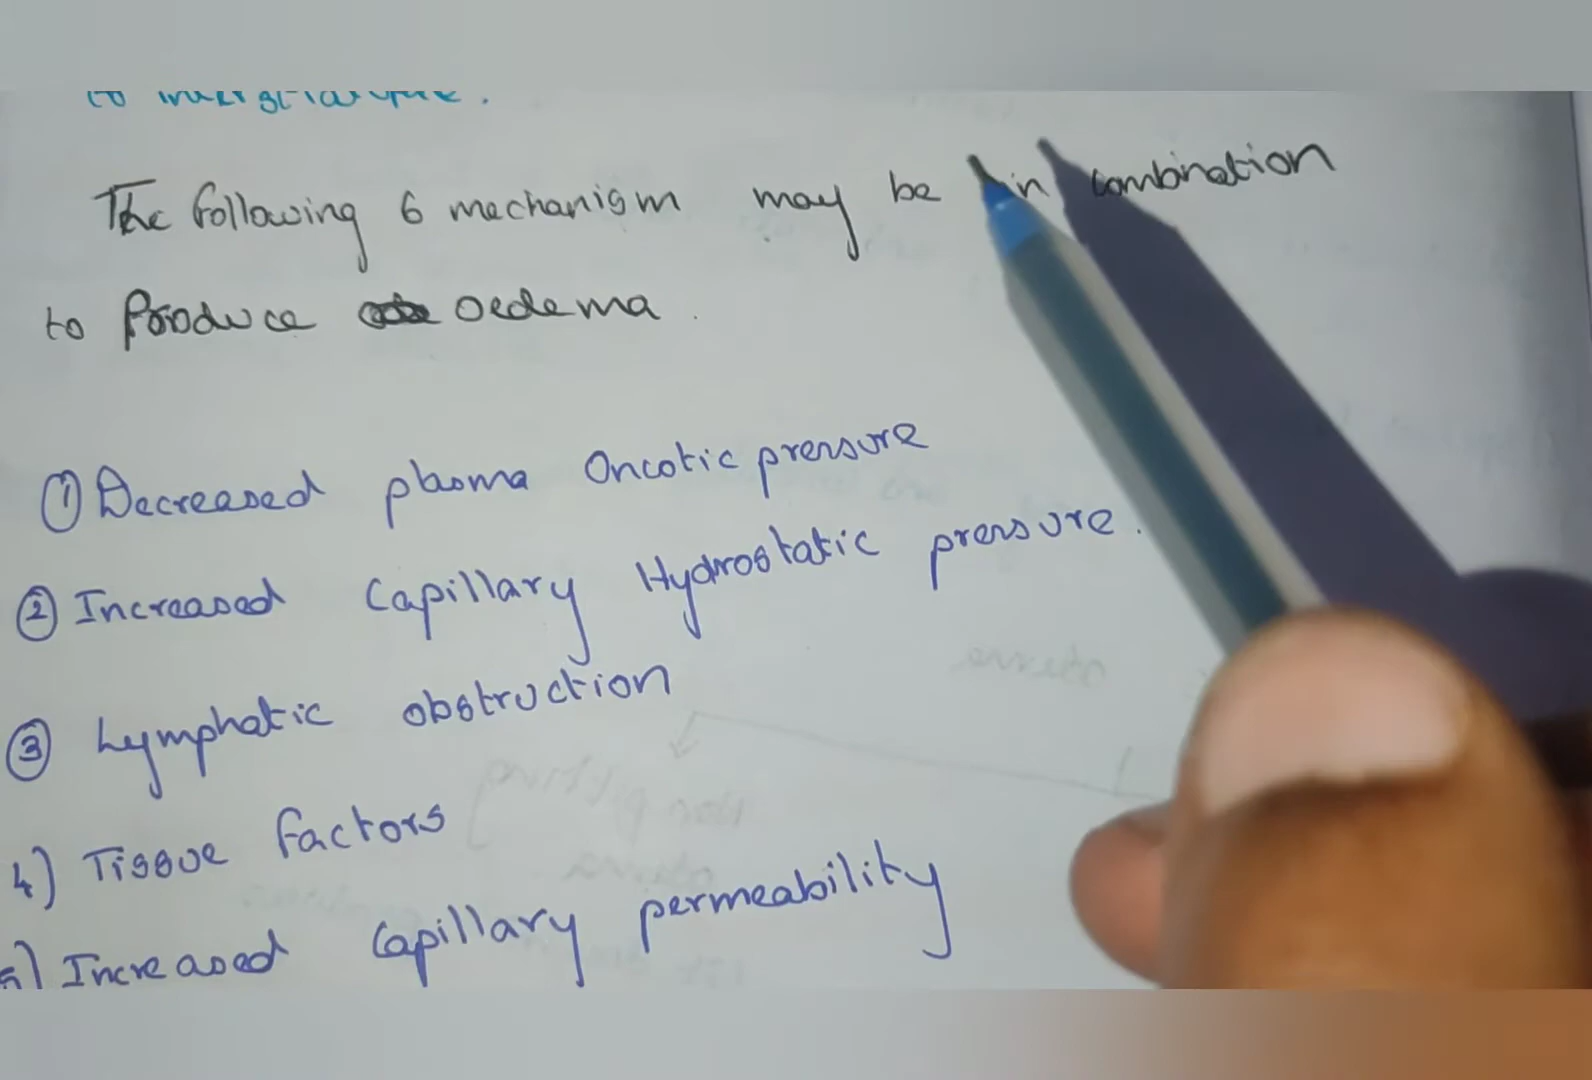 The following 6 mechanism may be in combination
to Produce oedema.
① Decreased plasma Oncotic pressure
② Increased Capillary Hydrostatic pressure.
③ Lymphatic obstruction
4) Tissue factors
5) Increased Capillary permeability